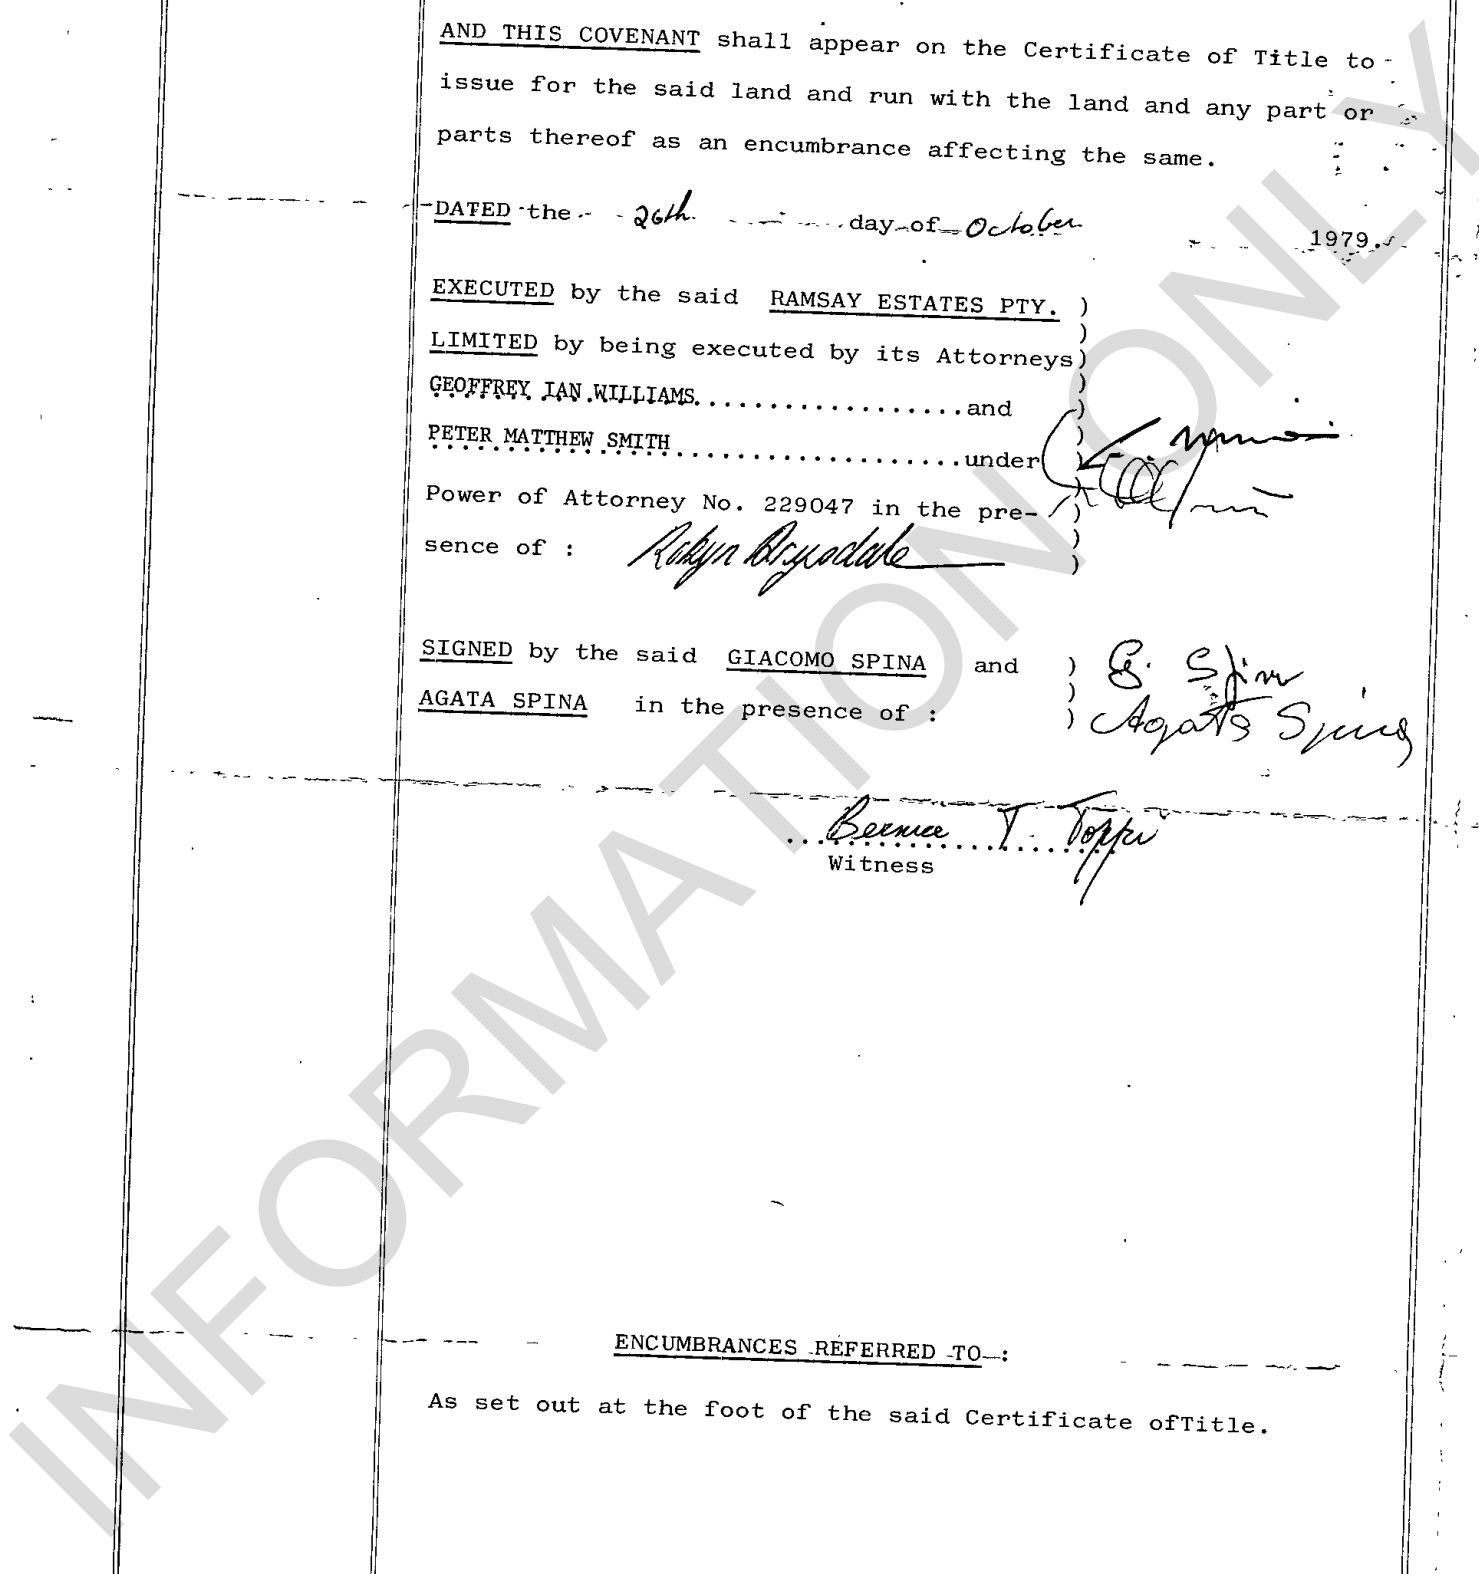 AND THIS COVENANT shall appear on the Certificate of Title to
issue for the said land and run with the land and any part or
parts thereof as an encumbrance affecting the same.
DATED the 26th day of October 1979.
EXECUTED by the said RAMSAY ESTATES PTY. )
LIMITED by being executed by its Attorneys)
GEOFFREY IAN WILLIAMS..................and
PETER MATTHEW SMITH....................under
Power of Attorney No. 229047 in the pre-
sence of : Robyn Drysdale
SIGNED by the said GIACOMO SPINA and ) G. Spina
AGATA SPINA in the presence of : ) Agata Spina
Bernice T. Toppi
Witness
ENCUMBRANCES REFERRED TO :
As set out at the foot of the said Certificate ofTitle.
INFORMATION ONLY